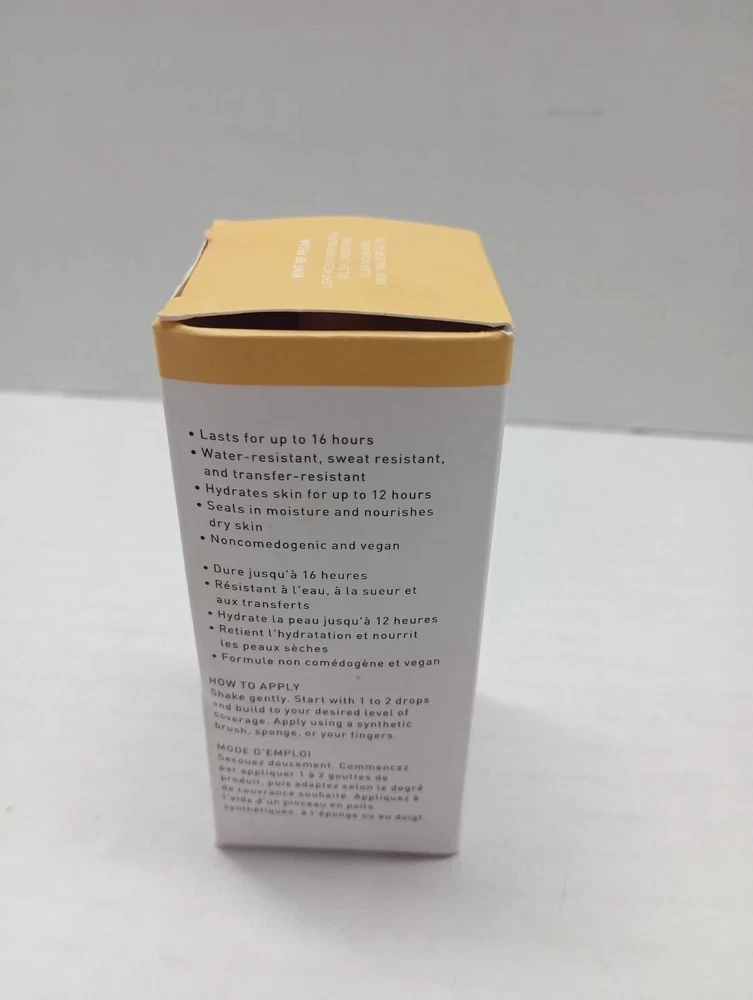 HINT OF PECAN
• Lasts for up to 16 hours
• Water-resistant, sweat resistant,
and transfer-resistant
• Hydrates skin for up to 12 hours
• Seals in moisture and nourishes
dry skin
• Noncomedogenic and vegan
• Dure jusqu'à 16 heures
• Résistant à l'eau, à la sueur et
aux transferts
• Hydrate la peau jusqu'à 12 heures
• Retient l'hydratation et nourrit
les peaux sèches
• Formule non comédogène et vegan
HOW TO APPLY
Shake gently. Start with 1 to 2 drops
and build to your desired level of
coverage. Apply using a synthetic
brush, sponge, or your fingers.
MODE D'EMPLOI
Secouez doucement. Commencez
par appliquer 1 à 2 gouttes de
produit, puis adaptez selon le degré
de couvrance souhaité. Appliquez à
l'aide d'un pinceau en poils
synthétiques, à l'éponge ou au doigt.